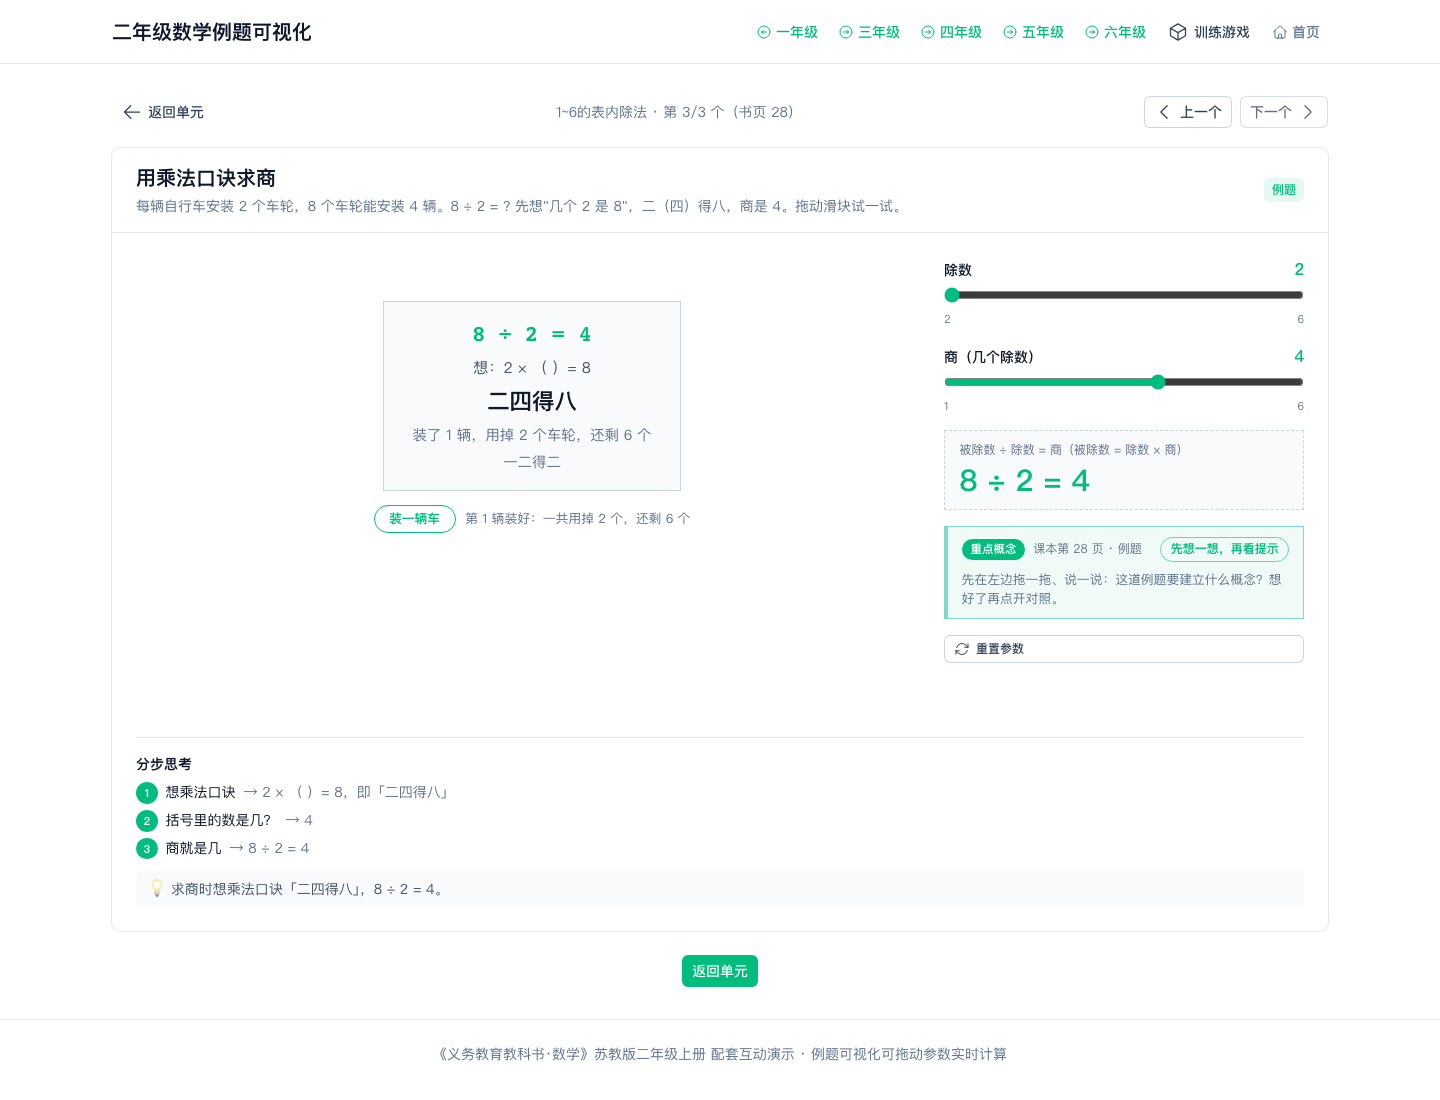 二年级数学例题可视化
一年级 三年级 四年级 五年级 六年级 训练游戏 首页
返回单元
1~6的表内除法 · 第 3/3 个（书页 28）
上一个 下一个
用乘法口诀求商
每辆自行车安装 2 个车轮，8 个车轮能安装 4 辆。8 ÷ 2 = ? 先想"几个 2 是 8"，二（四）得八，商是 4。拖动滑块试一试。
例题
8 ÷ 2 = 4
想：2 × （ ）= 8
二四得八
装了 1 辆，用掉 2 个车轮，还剩 6 个
一二得二
装一辆车 第 1 辆装好：一共用掉 2 个，还剩 6 个
除数 2
2 6
商（几个除数） 4
1 6
被除数 ÷ 除数 = 商（被除数 = 除数 × 商）
8 ÷ 2 = 4
重点概念 课本第 28 页 · 例题 先想一想，再看提示
先在左边拖一拖、说一说：这道例题要建立什么概念？想
好了再点开对照。
重置参数
分步思考
1 想乘法口诀 → 2 × （ ）= 8，即「二四得八」
2 括号里的数是几？ → 4
3 商就是几 → 8 ÷ 2 = 4
求商时想乘法口诀「二四得八」，8 ÷ 2 = 4。
返回单元
《义务教育教科书·数学》苏教版二年级上册 配套互动演示 · 例题可视化可拖动参数实时计算